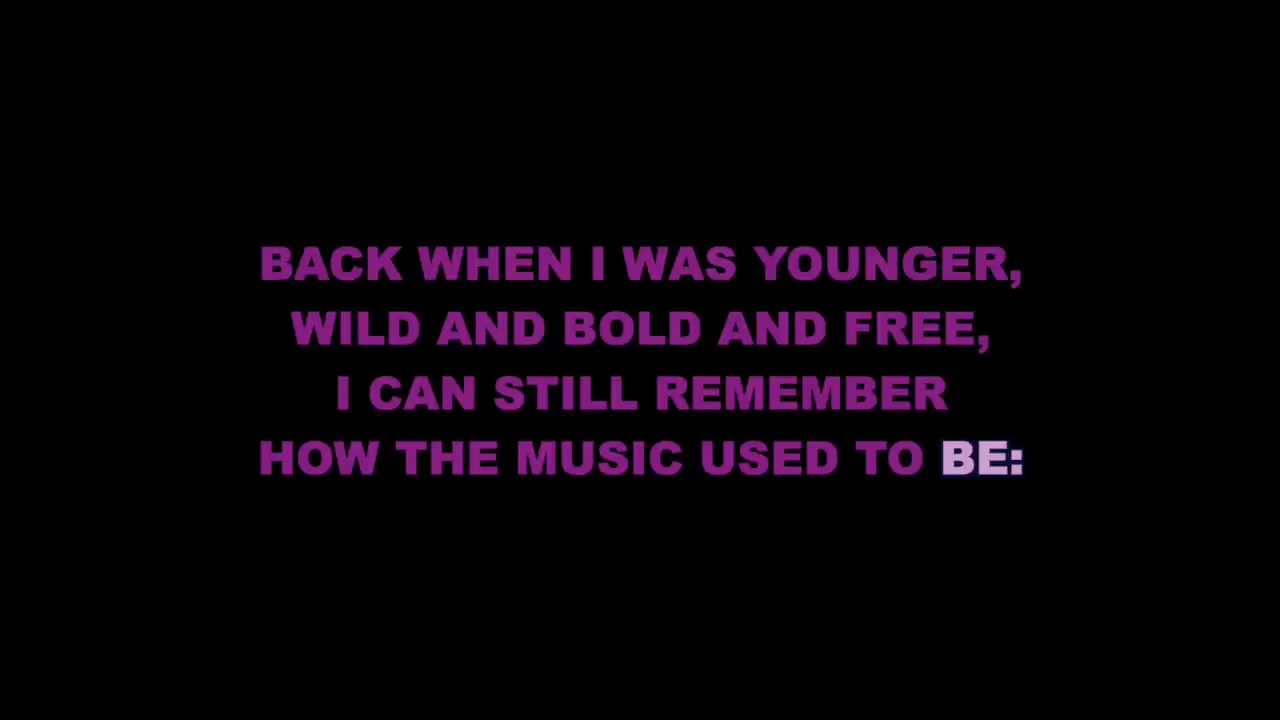 BACK WHEN I WAS YOUNGER,
WILD AND BOLD AND FREE,
I CAN STILL REMEMBER
HOW THE MUSIC USED TO BE: